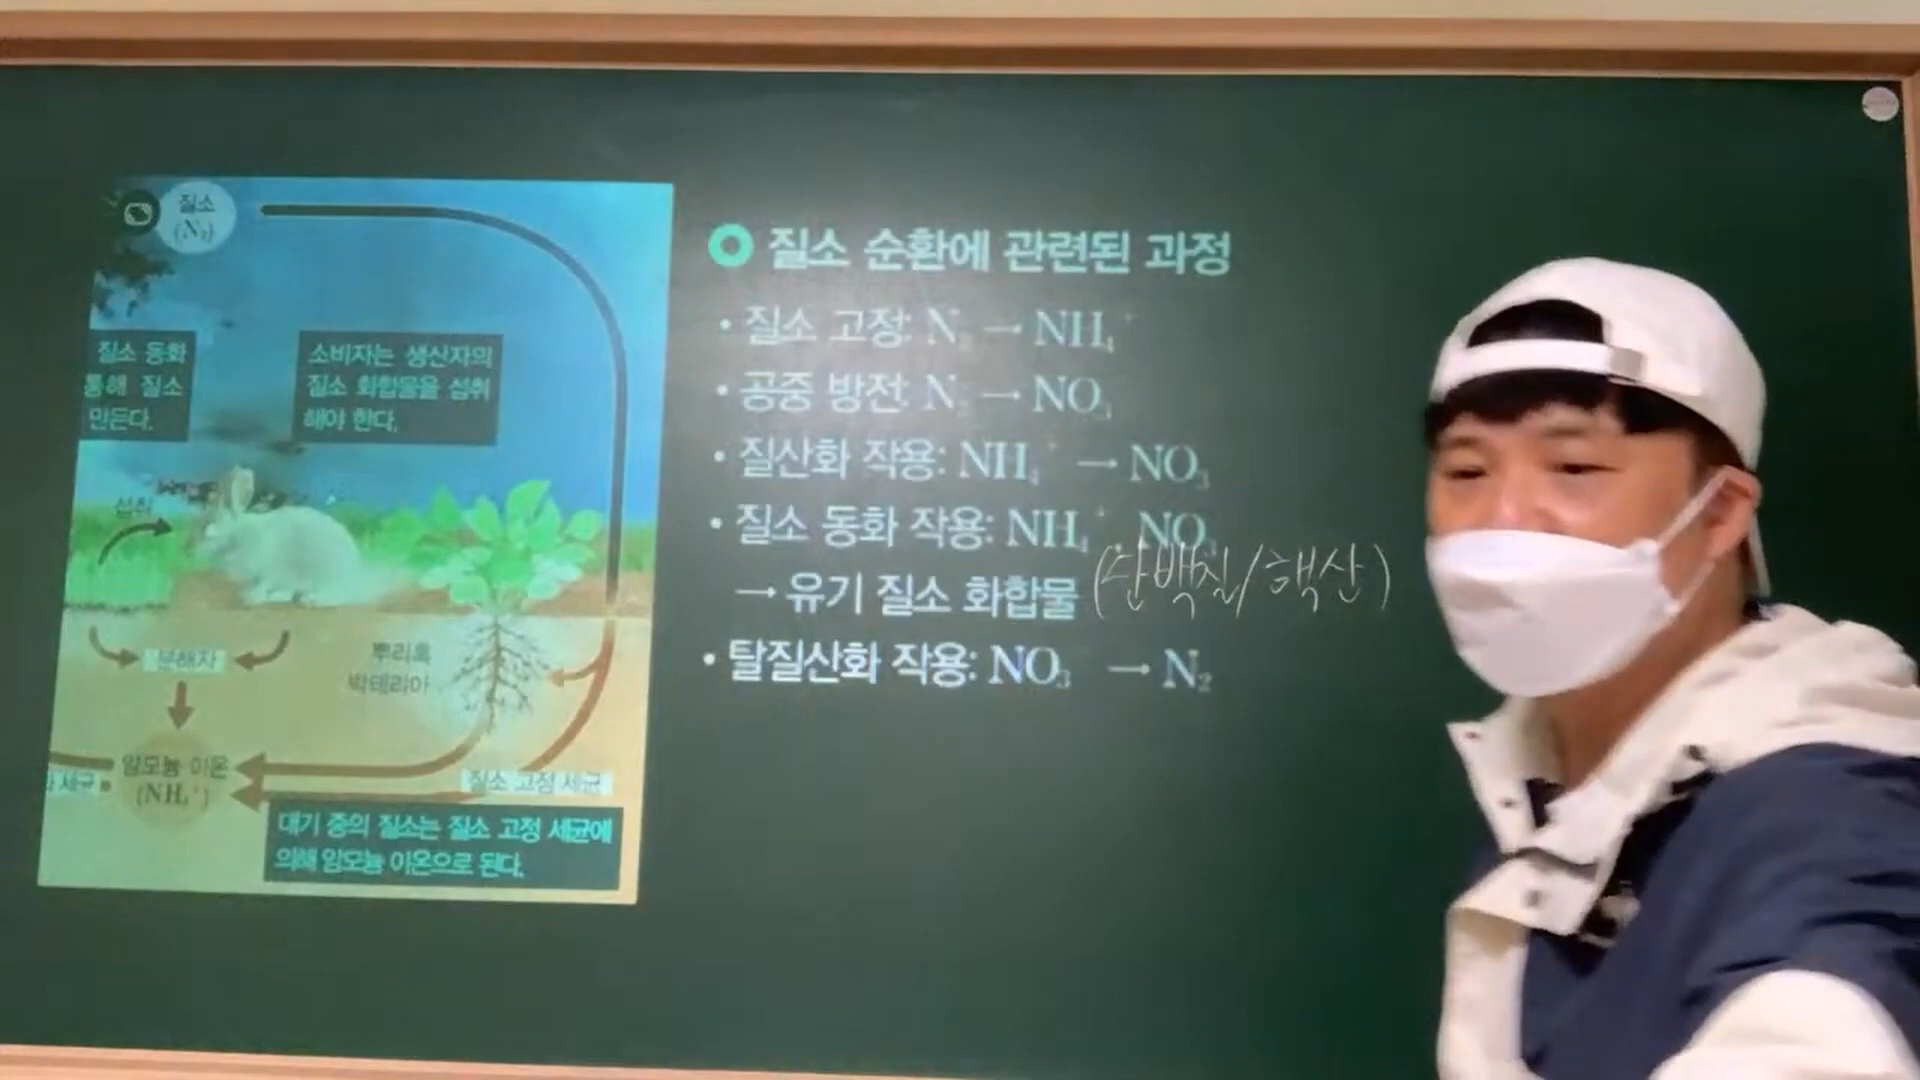 질소
(N₂)
질소 동화
통해 질소
만든다.
소비자는 생산자의
질소 화합물을 섭취
해야 한다.
섭취
분해자
뿌리혹
박테리아
암모늄 이온
(NH₄⁺)
세균
질소 고정 세균
대기 중의 질소는 질소 고정 세균에
의해 암모늄 이온으로 된다.
질소 순환에 관련된 과정
• 질소 고정: N₂ → NH₄⁺
• 공중 방전: N₂ → NO₃
• 질산화 작용: NH₄⁺ → NO₃
• 질소 동화 작용: NH₄⁺, NO₃
→ 유기 질소 화합물 (단백질/핵산)
• 탈질산화 작용: NO₃ → N₂